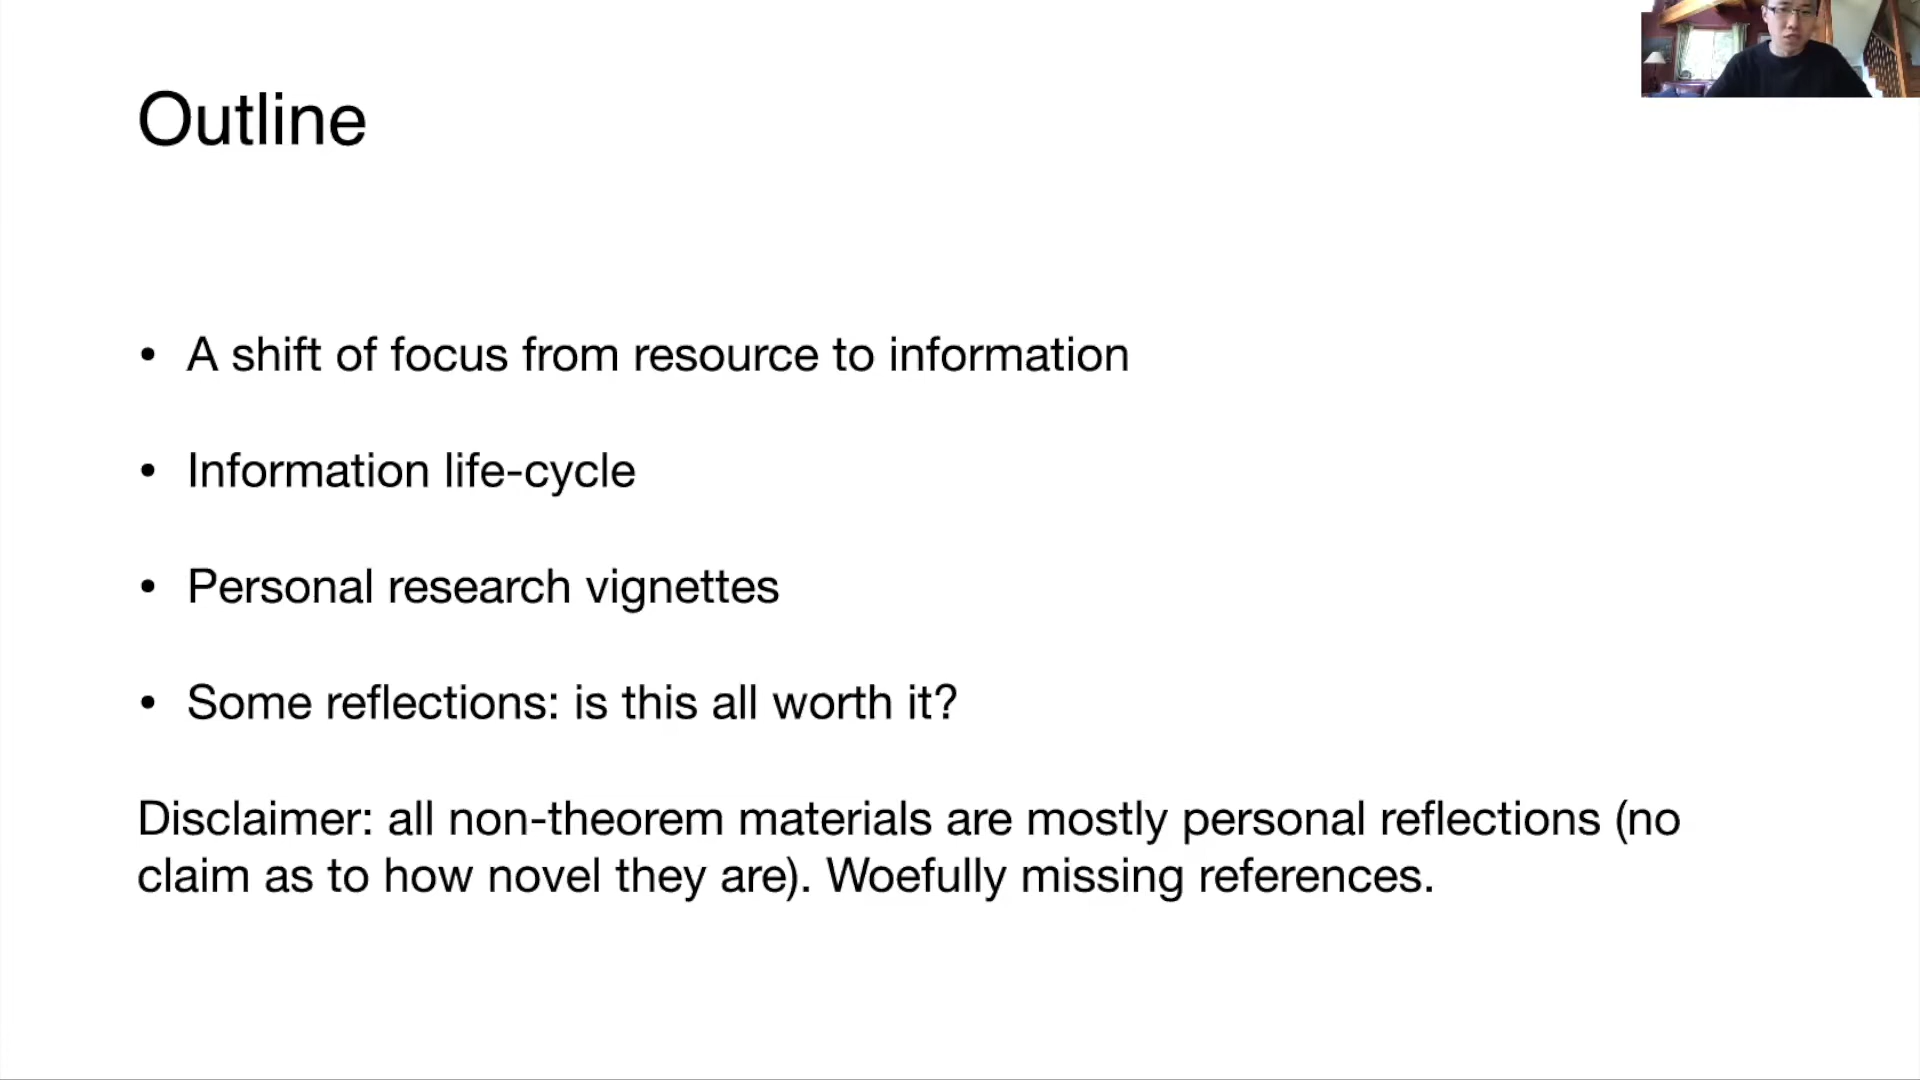 Outline
• A shift of focus from resource to information
• Information life-cycle
• Personal research vignettes
• Some reflections: is this all worth it?
Disclaimer: all non-theorem materials are mostly personal reflections (no
claim as to how novel they are). Woefully missing references.